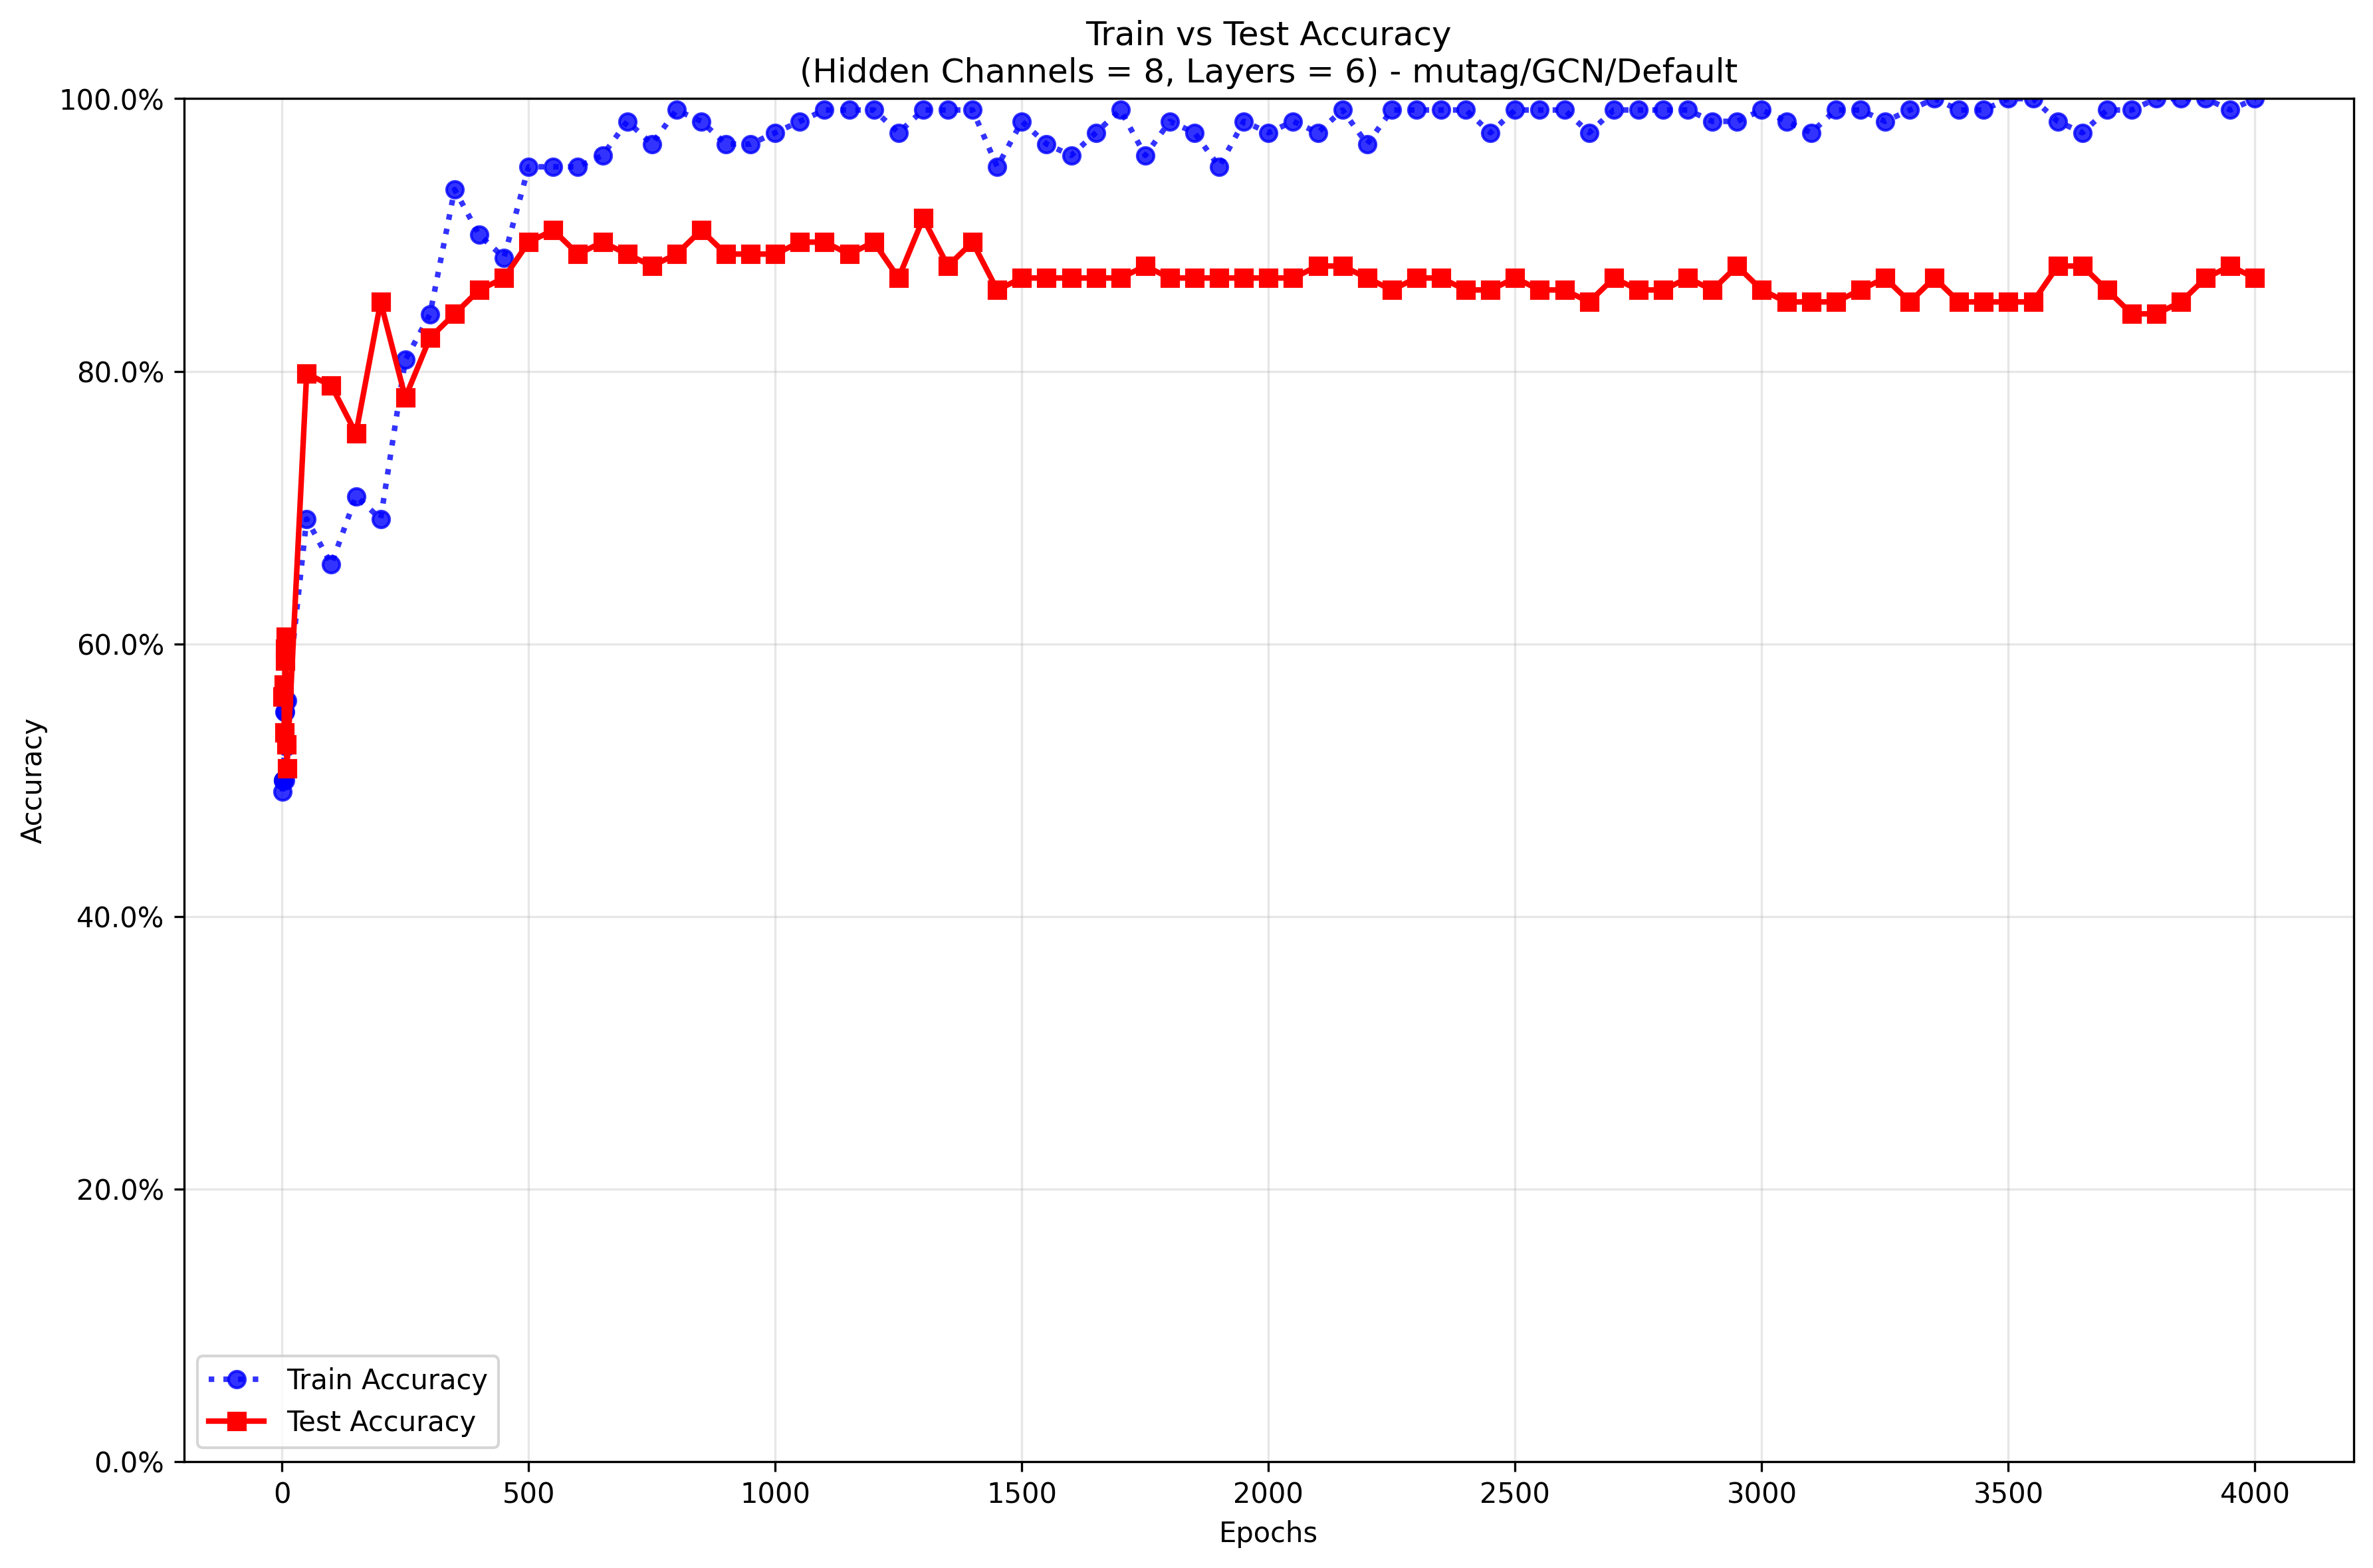 Train vs Test Accuracy
(Hidden Channels = 8, Layers = 6) - mutag/GCN/Default
100.0%
80.0%
60.0%
40.0%
20.0%
0.0%
Accuracy
Train Accuracy
Test Accuracy
0 500 1000 1500 2000 2500 3000 3500 4000
Epochs